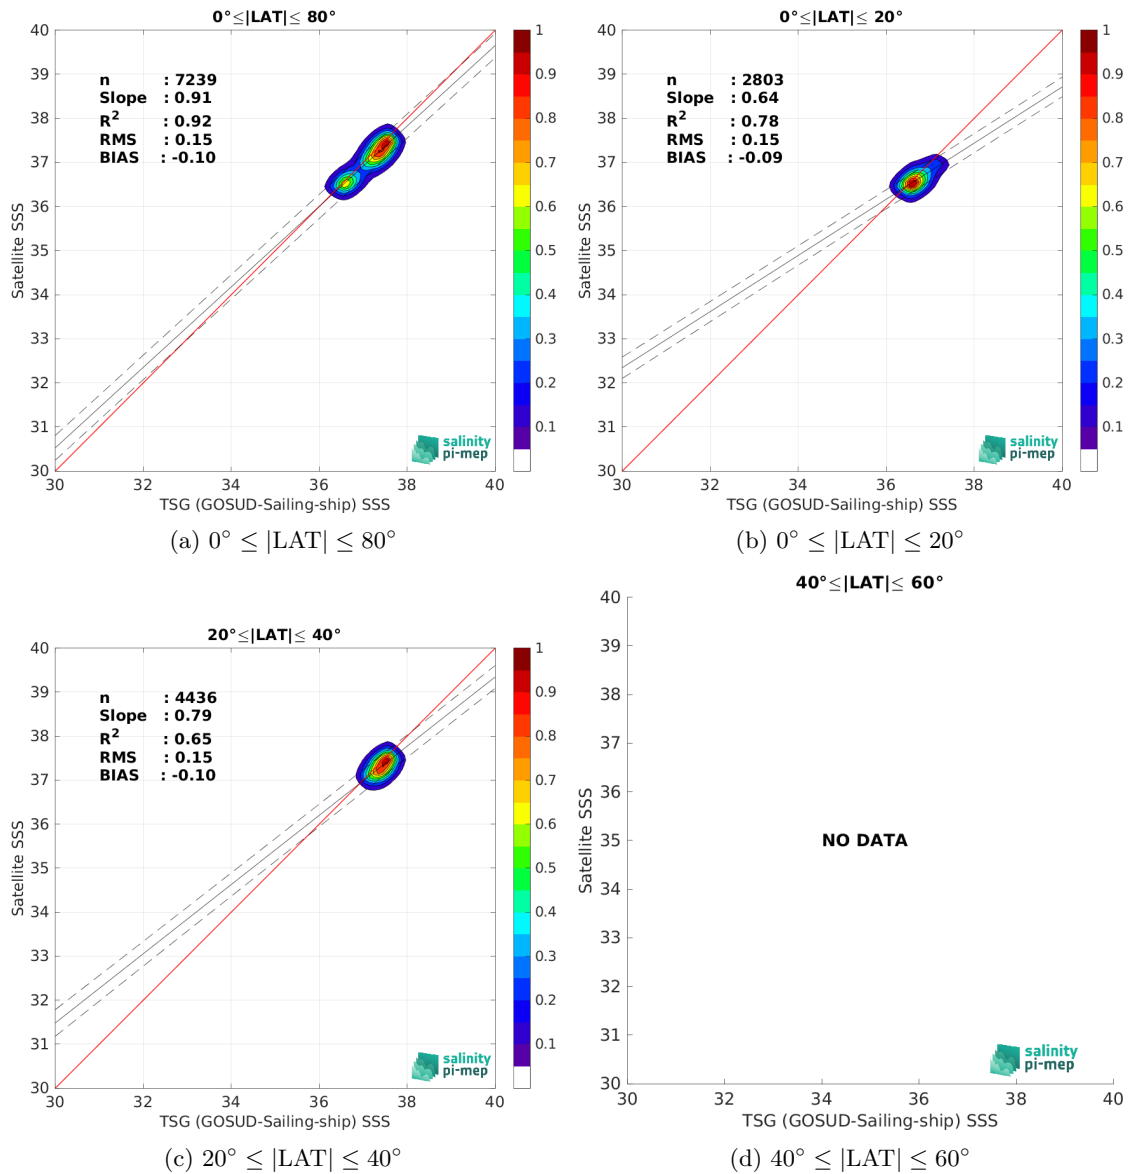 0°≤|LAT|≤ 80°
40
39
38
37
36
35
34
33
32
31
30
Satellite SSS
n : 7239
Slope : 0.91
R2 : 0.92
RMS : 0.15
BIAS : -0.10
1
0.9
0.8
0.7
0.6
0.5
0.4
0.3
0.2
0.1
salinity
pi-mep
30 32 34 36 38 40
TSG (GOSUD-Sailing-ship) SSS
(a) 0° ≤ |LAT| ≤ 80°
0°≤|LAT|≤ 20°
40
39
38
37
36
35
34
33
32
31
30
Satellite SSS
n : 2803
Slope : 0.64
R2 : 0.78
RMS : 0.15
BIAS : -0.09
1
0.9
0.8
0.7
0.6
0.5
0.4
0.3
0.2
0.1
salinity
pi-mep
30 32 34 36 38 40
TSG (GOSUD-Sailing-ship) SSS
(b) 0° ≤ |LAT| ≤ 20°
20°≤|LAT|≤ 40°
40
39
38
37
36
35
34
33
32
31
30
Satellite SSS
n : 4436
Slope : 0.79
R2 : 0.65
RMS : 0.15
BIAS : -0.10
1
0.9
0.8
0.7
0.6
0.5
0.4
0.3
0.2
0.1
salinity
pi-mep
30 32 34 36 38 40
TSG (GOSUD-Sailing-ship) SSS
(c) 20° ≤ |LAT| ≤ 40°
40°≤|LAT|≤ 60°
40
39
38
37
36
35
34
33
32
31
30
Satellite SSS
NO DATA
salinity
pi-mep
30 32 34 36 38 40
TSG (GOSUD-Sailing-ship) SSS
(d) 40° ≤ |LAT| ≤ 60°